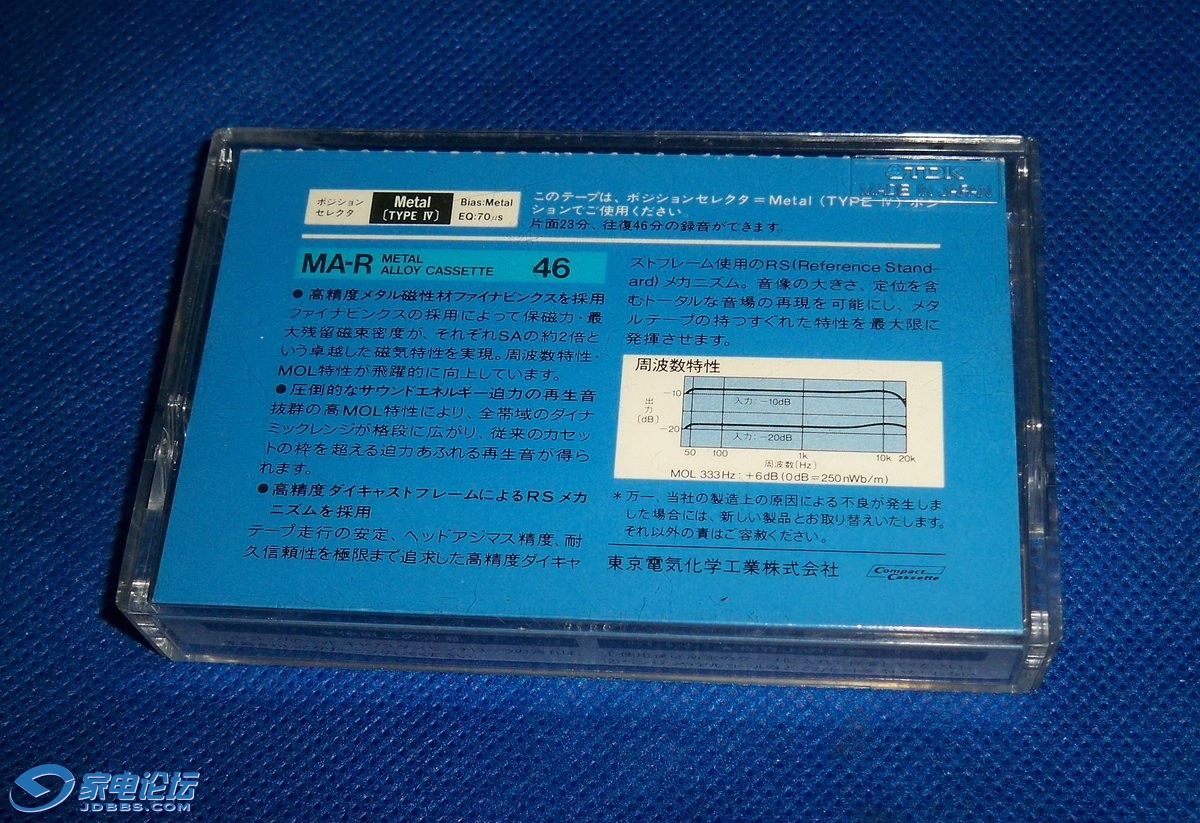 TDK
MADE IN JAPAN
ポジション
セレクタ
Metal
(TYPE Ⅳ)
Bias:Metal
EQ:70μs
このテープは、ポジションセレクタ=Metal (TYPE Ⅳ) ポジ
ションでご使用ください
片面23分、往復46分の録音ができます。
MA-R METAL
ALLOY CASSETTE
46
● 高精度メタル磁性材ファイナビンクスを採用
ファイナビンクスの採用によって保磁力・最
大残留磁束密度が、それぞれSAの約2倍と
いう卓越した磁気特性を実現。周波数特性・
MOL特性が飛躍的に向上しています。
● 圧倒的なサウンドエネルギー迫力の再生音
抜群の高MOL特性により、全帯域のダイナ
ミックレンジが格段に広がり、従来のカセッ
トの枠を超える迫力あふれる再生音が得ら
れます。
● 高精度ダイキャストフレームによるRSメカ
ニズムを採用
テープ走行の安定、ヘッドアジマス精度、耐
久信頼性を極限まで追求した高精度ダイキャ
ストフレーム使用のRS(Reference Stand-
ard) メカニズム。音像の大きさ、定位を含
むトータルな音場の再現を可能にし、メタ
ルテープの持つすぐれた特性を最大限に
発揮させます。
周波数特性
出力
(dB)
-10
-20
入力: -10dB
入力: -20dB
50 100 1k 10k 20k
周波数(Hz)
MOL 333Hz: +6dB (0dB=250nWb/m)
* 万一、当社の製造上の原因による不良が発生しま
した場合には、新しい製品とお取り替えいたします。
それ以外の責はご容赦ください。
東京電気化学工業株式会社
Compact
Cassette
家电论坛
JDBBS.COM